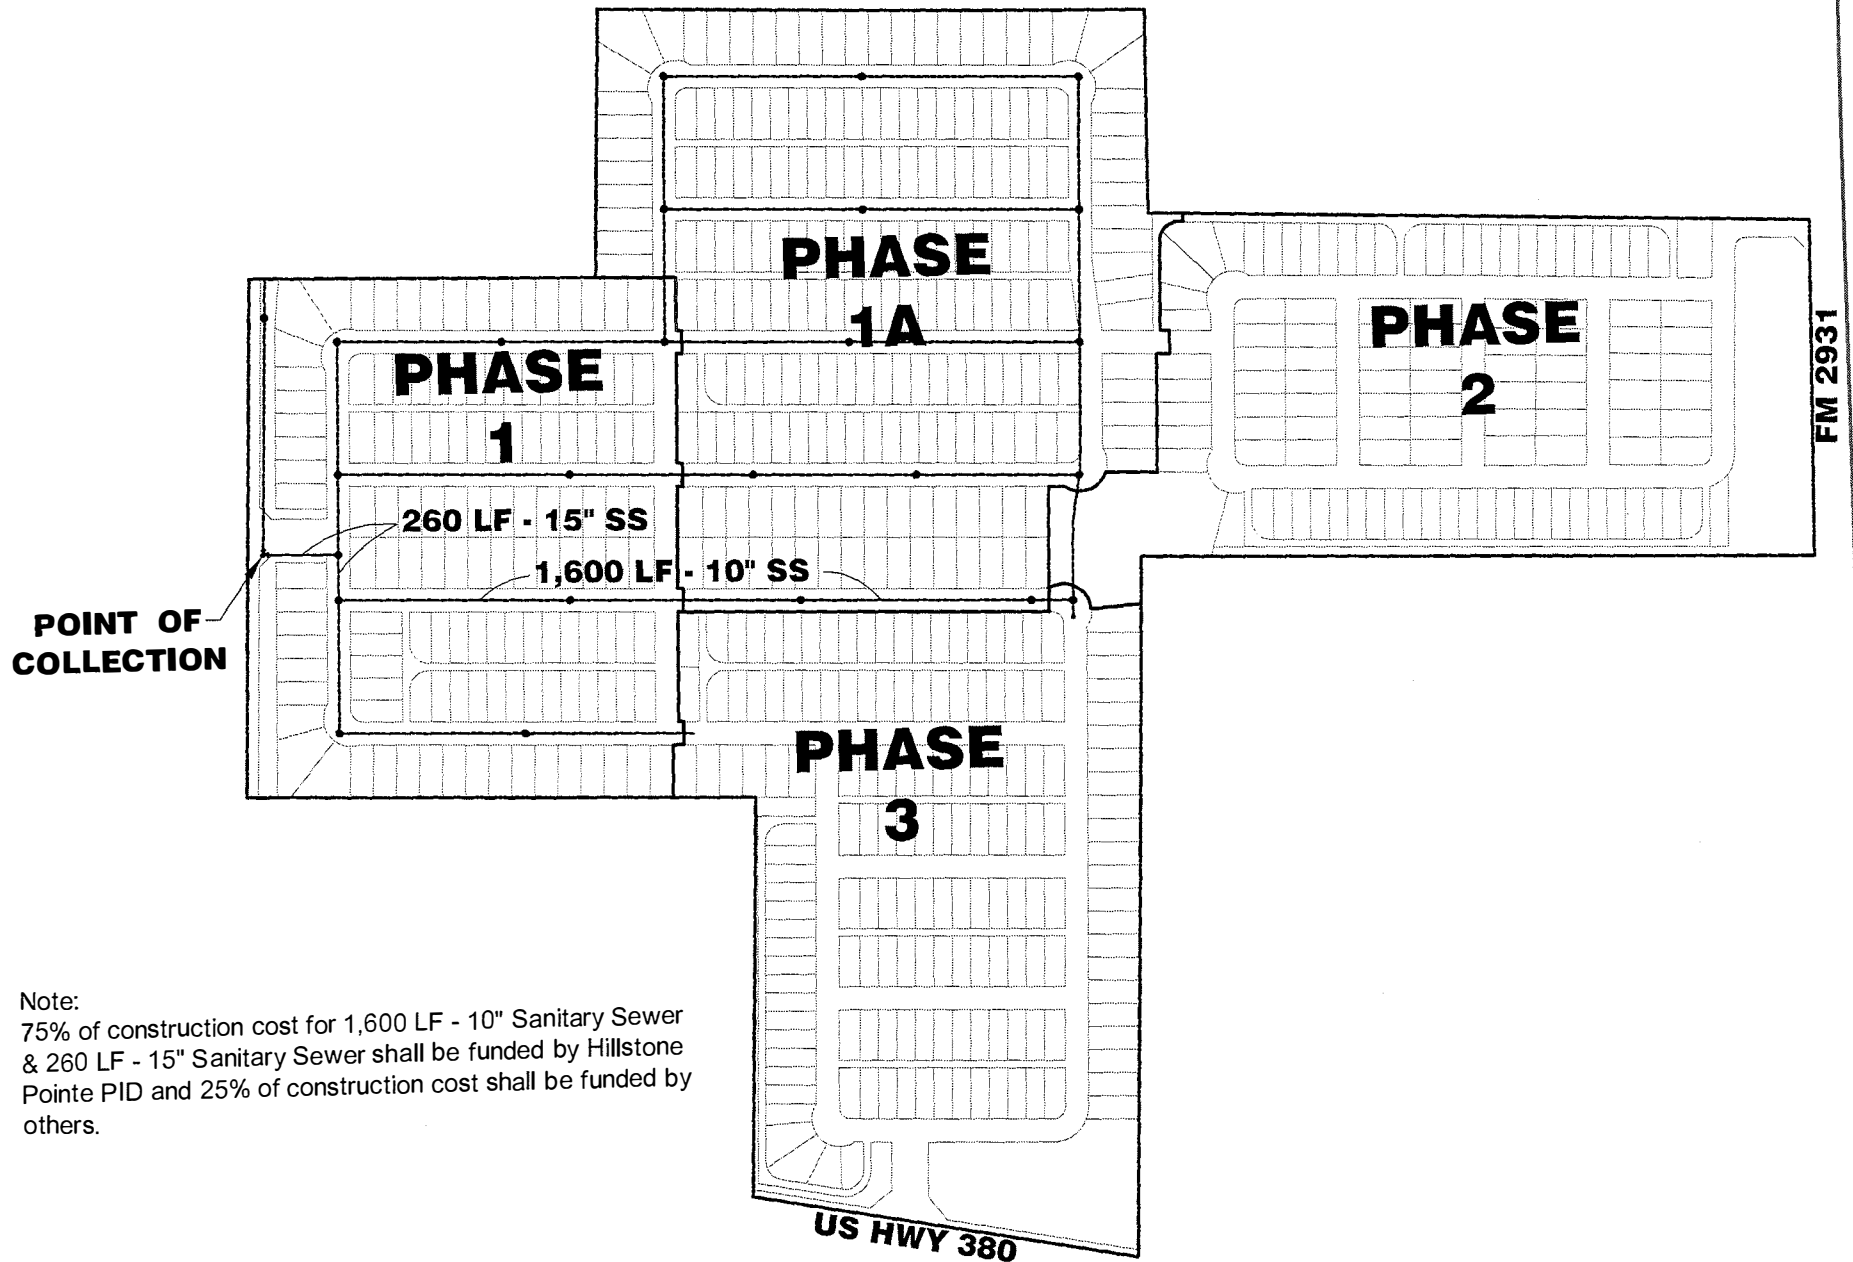 PHASE
1A
PHASE
1
PHASE
2
FM 2931
260 LF - 15" SS
1,600 LF - 10" SS
POINT OF
COLLECTION
PHASE
3
Note:
75% of construction cost for 1,600 LF - 10" Sanitary Sewer
& 260 LF - 15" Sanitary Sewer shall be funded by Hillstone
Pointe PID and 25% of construction cost shall be funded by
others.
US HWY 380